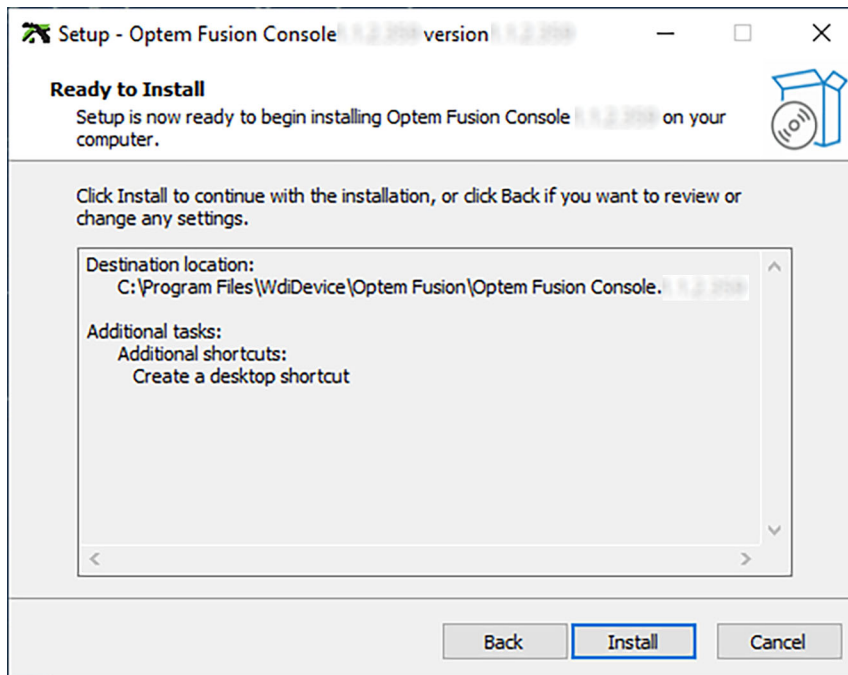 Setup - Optem Fusion Console version
Ready to Install
Setup is now ready to begin installing Optem Fusion Console on your
computer.
Click Install to continue with the installation, or click Back if you want to review or
change any settings.
Destination location:
C:\Program Files\WdiDevice\Optem Fusion\Optem Fusion Console.
Additional tasks:
Additional shortcuts:
Create a desktop shortcut
Back Install Cancel